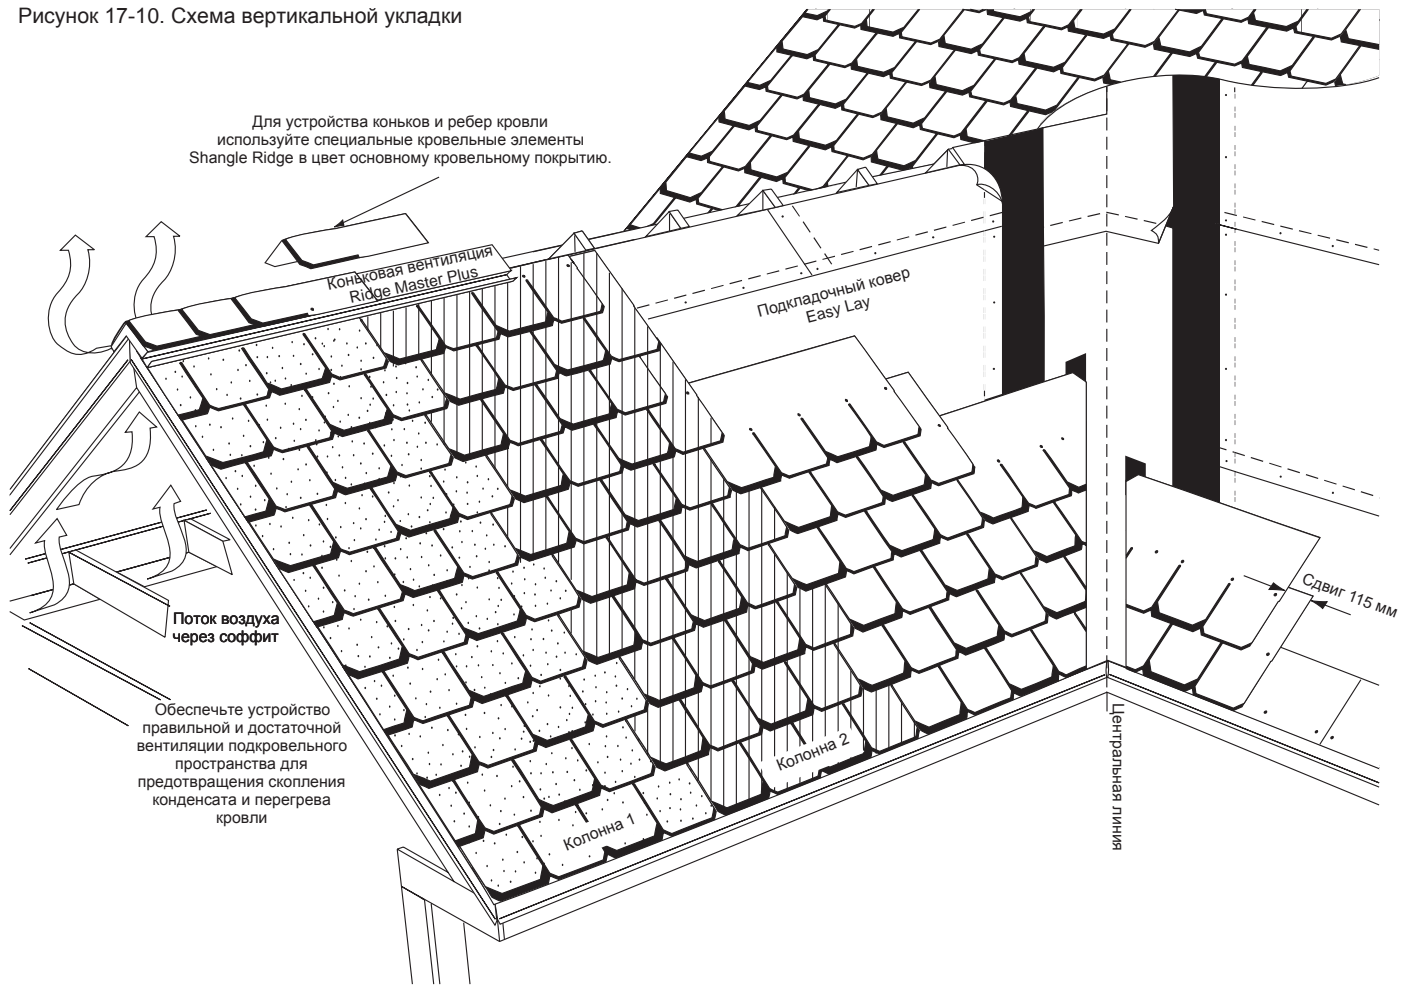 Рисунок 17-10. Схема вертикальной укладки
Для устройства коньков и ребер кровли
используйте специальные кровельные элементы
Shangle Ridge в цвет основному кровельному покрытию.
Коньковая вентиляция
Ridge Master Plus
Подкладочный ковер
Easy Lay
Сдвиг 115 мм
Поток воздуха
через соффит
Обеспечьте устройство
правильной и достаточной
вентиляции подкровельного
пространства для
предотвращения скопления
конденсата и перегрева
кровли
Колонна 2
Колонна 1
Центральная линия